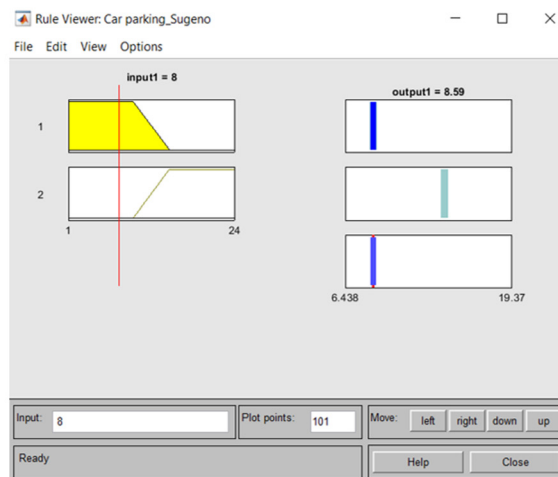 Rule Viewer: Car parking_Sugeno
File Edit View Options
input1 = 8
output1 = 8.59
1
2
1 24
6.438 19.37
Input: 8 Plot points: 101 Move: left right down up
Ready Help Close